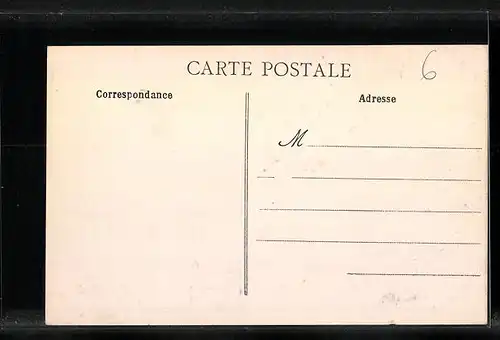 CARTE POSTALE
6
Correspondance
Adresse
M